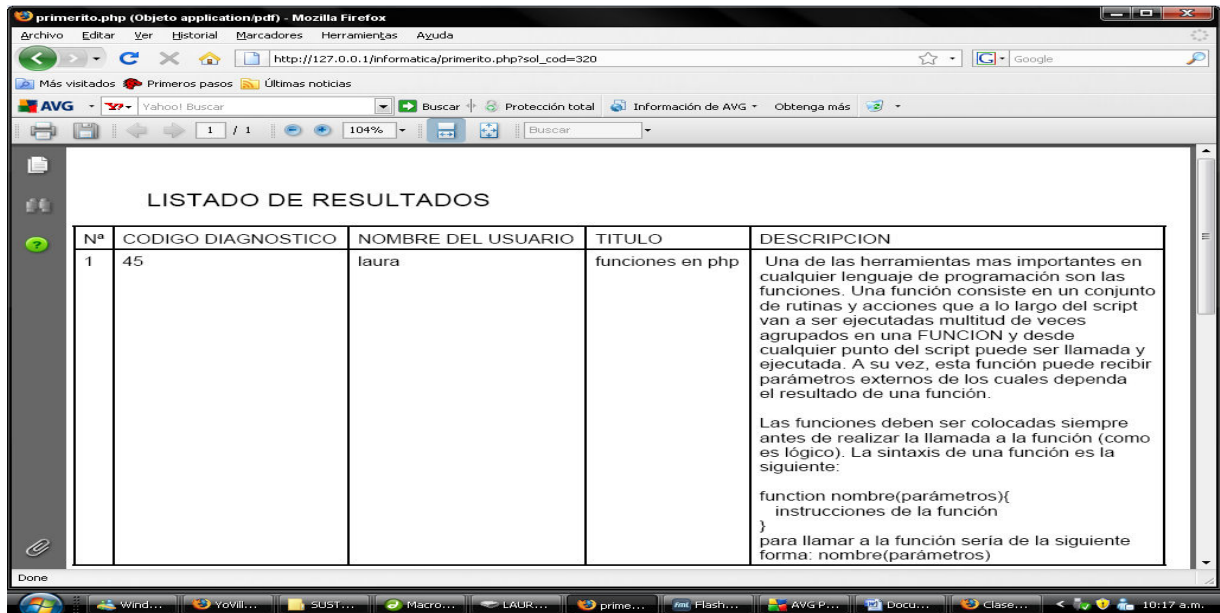 primerito.php (Objeto application/pdf) - Mozilla Firefox
Archivo Editar Ver Historial Marcadores Herramientas Ayuda
http://127.0.0.1/informatica/primerito.php?sol_cod=320
G Google
Más visitados Primeros pasos Últimas noticias
AVG Y? Yahoo! Buscar Buscar Protección total Información de AVG Obtenga más
1 / 1 104% Buscar
LISTADO DE RESULTADOS
Nª CODIGO DIAGNOSTICO NOMBRE DEL USUARIO TITULO DESCRIPCION
1 45 laura funciones en php Una de las herramientas mas importantes en
cualquier lenguaje de programación son las
funciones. Una función consiste en un conjunto
de rutinas y acciones que a lo largo del script
van a ser ejecutadas multitud de veces
agrupados en una FUNCION y desde
cualquier punto del script puede ser llamada y
ejecutada. A su vez, esta función puede recibir
parámetros externos de los cuales dependa
el resultado de una función.
Las funciones deben ser colocadas siempre
antes de realizar la llamada a la función (como
es lógico). La sintaxis de una función es la
siguiente:
function nombre(parámetros){
instrucciones de la función
}
para llamar a la función sería de la siguiente
forma: nombre(parámetros)
Done
Wind... YoVill... SUST... Macro... LAUR... prime... Flash... AVG P... Docu... Clase... 10:17 a.m.